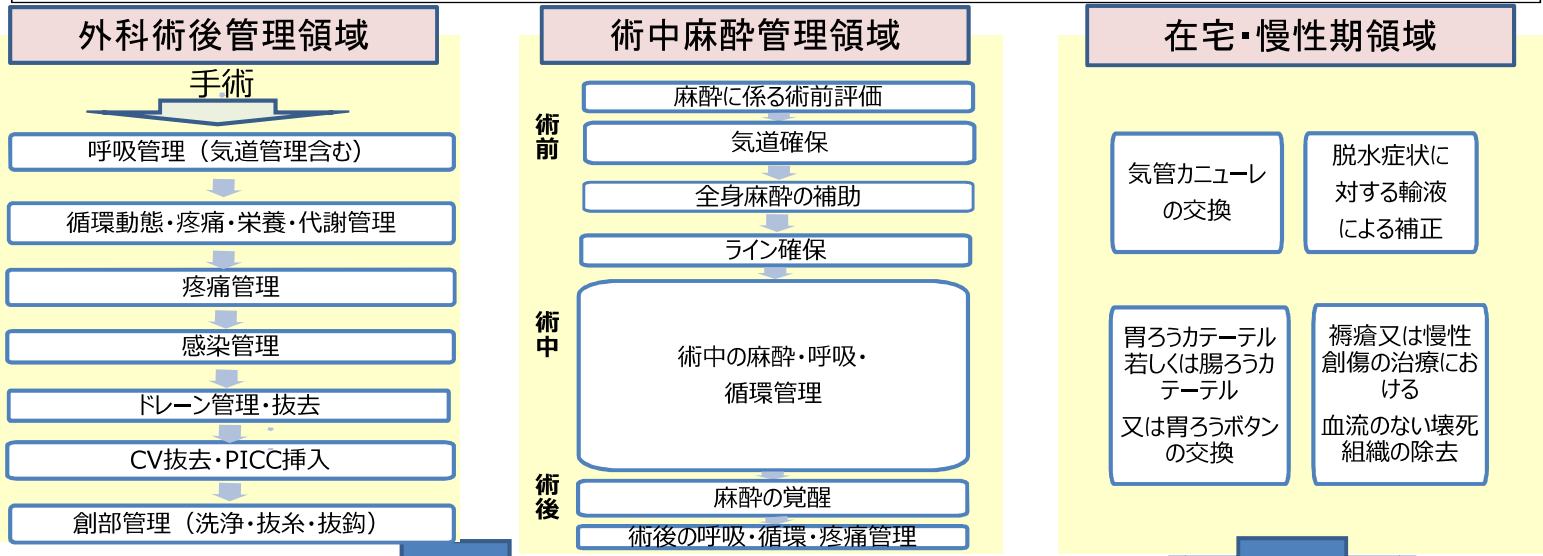 外科術後管理領域
手術
呼吸管理（気道管理含む）
循環動態・疼痛・栄養・代謝管理
疼痛管理
感染管理
ドレーン管理・抜去
CV抜去・PICC挿入
創部管理（洗浄・抜糸・抜鈎）
術中麻酔管理領域
術前
麻酔に係る術前評価
気道確保
全身麻酔の補助
ライン確保
術中
術中の麻酔・呼吸・
循環管理
術後
麻酔の覚醒
術後の呼吸・循環・疼痛管理
在宅・慢性期領域
気管カニューレ
の交換
脱水症状に
対する輸液
による補正
胃ろうカテーテル
若しくは腸ろうカ
テーテル
又は胃ろうボタン
の交換
褥瘡又は慢性
創傷の治療にお
ける
血流のない壊死
組織の除去